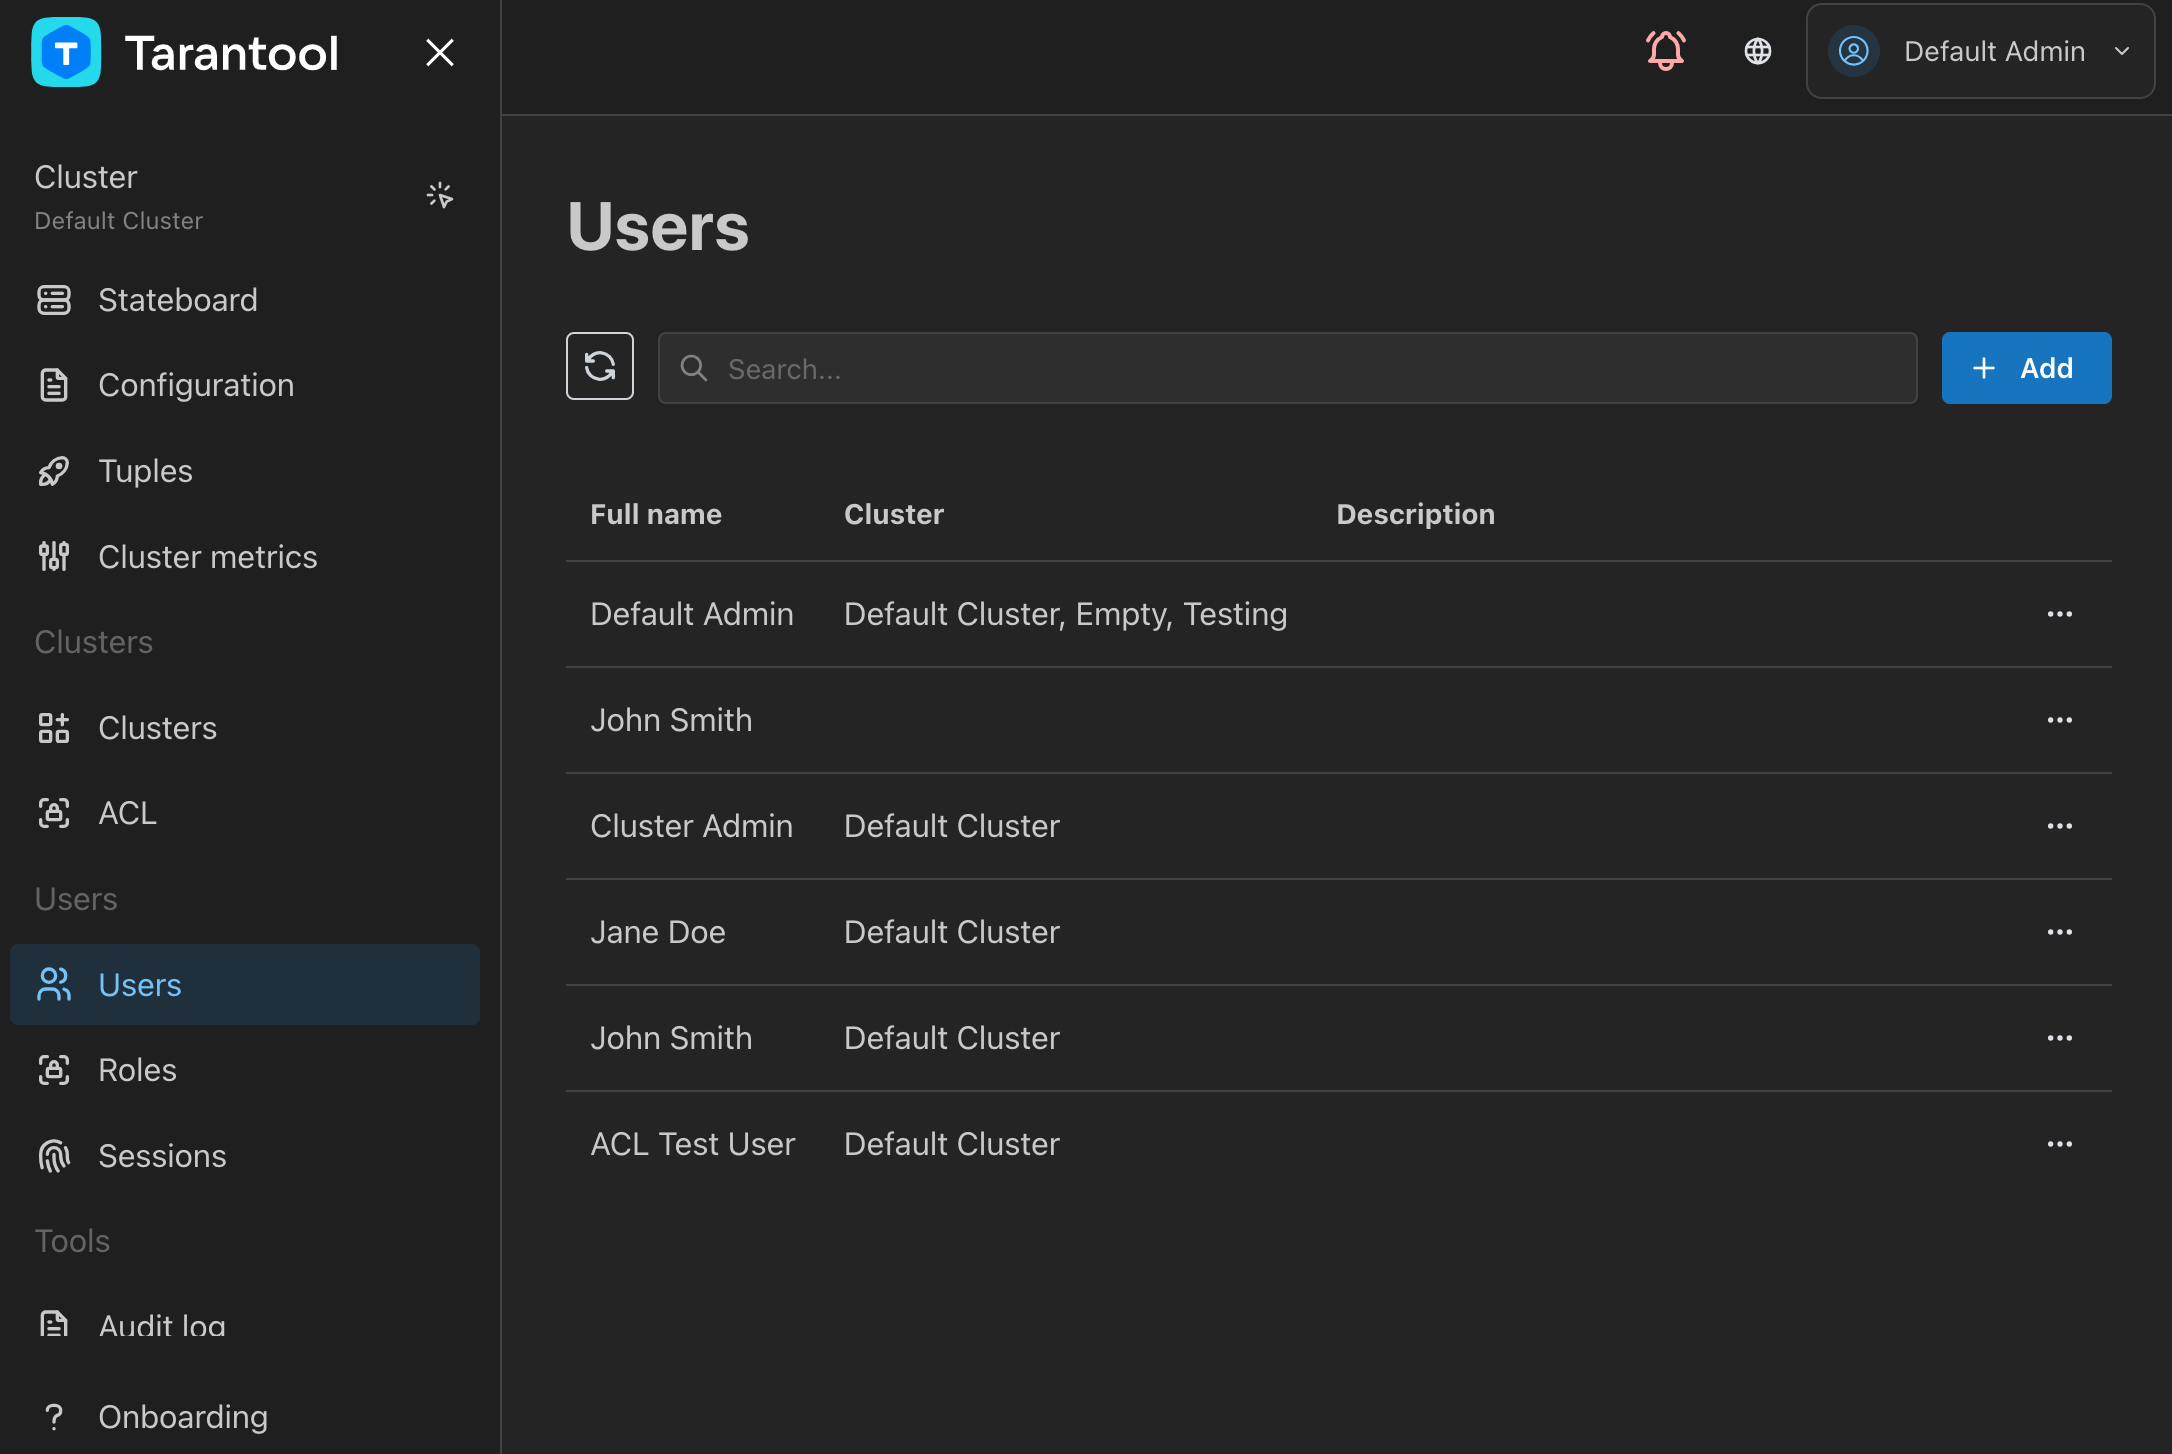 Tarantool
Default Admin
Cluster
Default Cluster
Stateboard
Configuration
Tuples
Cluster metrics
Clusters
Clusters
ACL
Users
Users
Roles
Sessions
Tools
Audit log
Onboarding
Users
Search...
Add
Full name Cluster Description
Default Admin Default Cluster, Empty, Testing
John Smith
Cluster Admin Default Cluster
Jane Doe Default Cluster
John Smith Default Cluster
ACL Test User Default Cluster